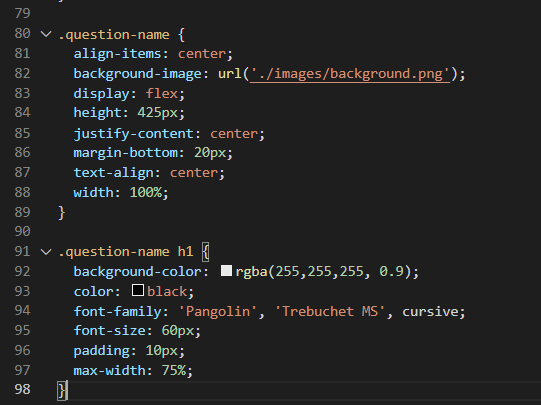 79
80 .question-name {
81 align-items: center;
82 background-image: url('./images/background.png');
83 display: flex;
84 height: 425px;
85 justify-content: center;
86 margin-bottom: 20px;
87 text-align: center;
88 width: 100%;
89 }
90
91 .question-name h1 {
92 background-color: rgba(255,255,255, 0.9);
93 color: black;
94 font-family: 'Pangolin', 'Trebuchet MS', cursive;
95 font-size: 60px;
96 padding: 10px;
97 max-width: 75%;
98 }